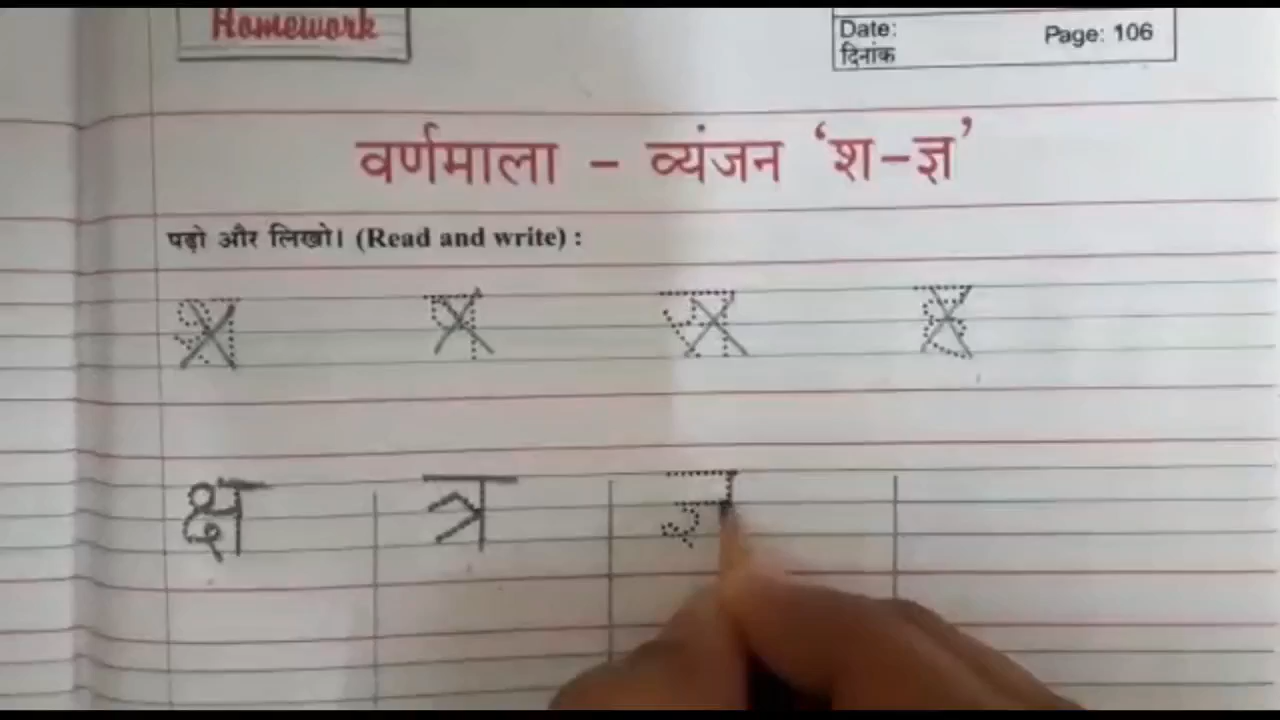 Homework
Date: Page: 106
दिनांक
वर्णमाला - व्यंजन ‘श-ज्ञ’
पढ़ो और लिखो। (Read and write) :
श ष स ह
क्ष त्र ज्ञ